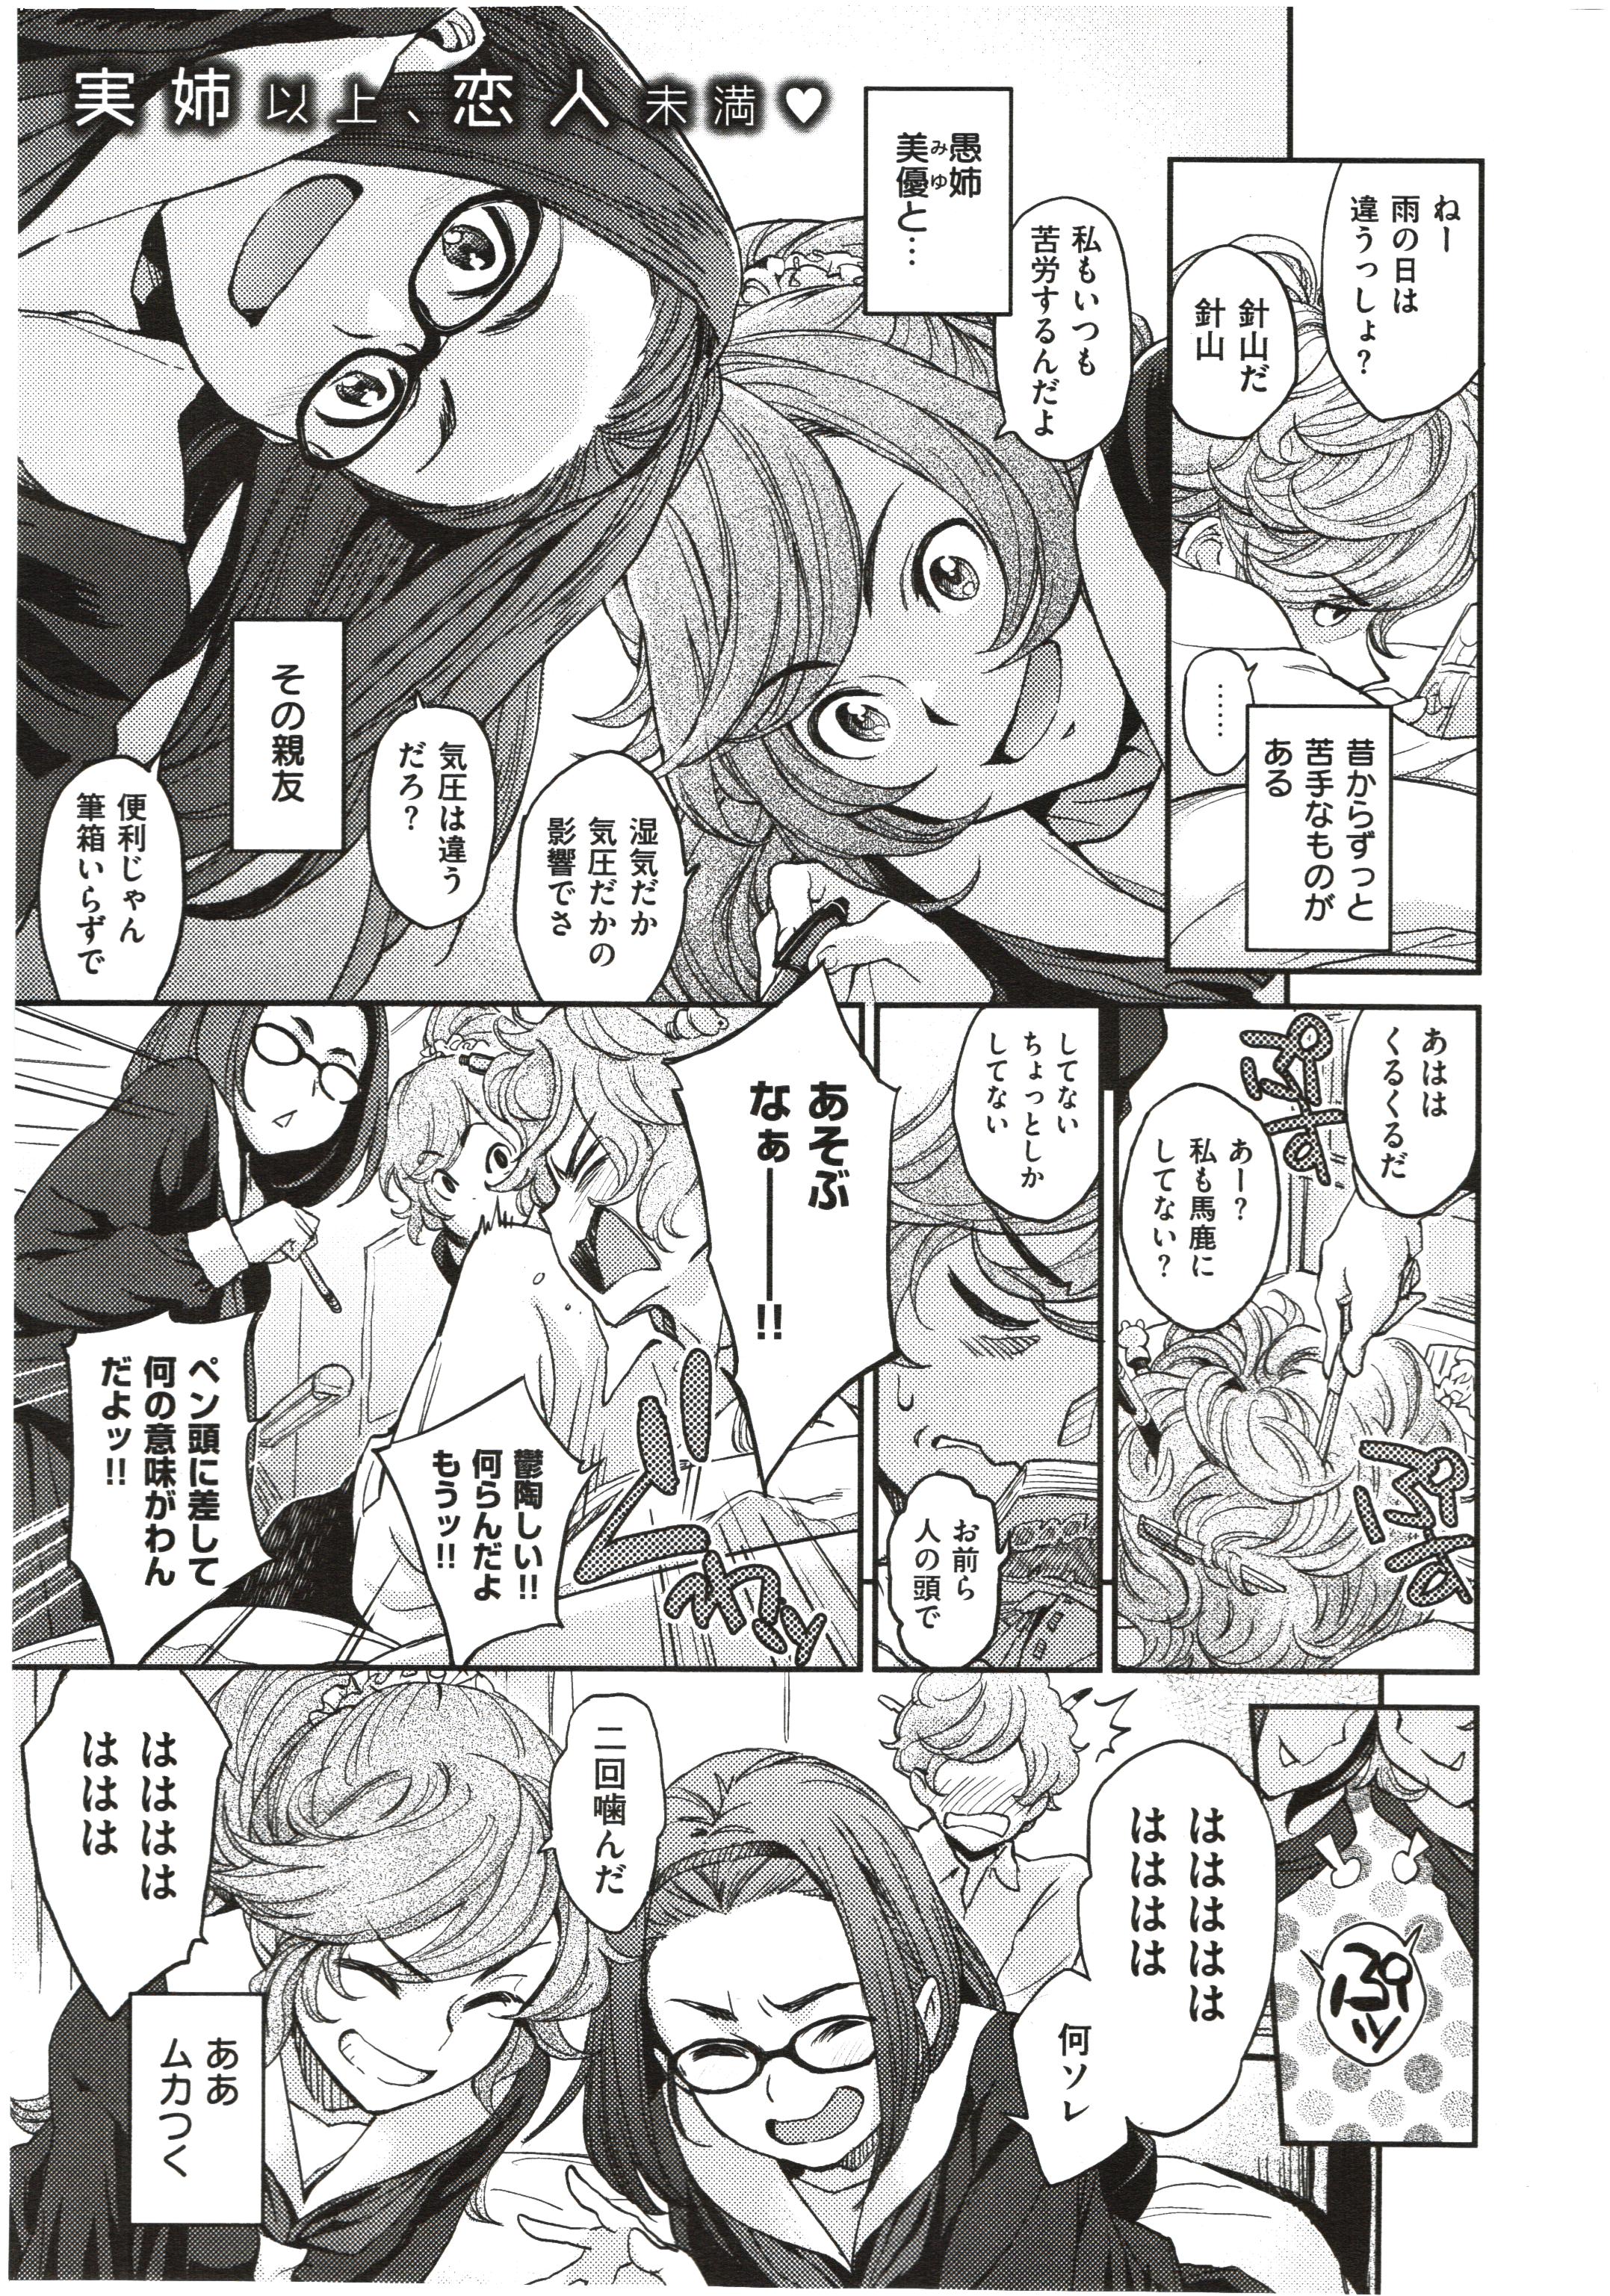 ねー
雨の日は
違うっしょ?
針山だ
針山
……
昔からずっと
苦手なものが
ある
私もいつも
苦労するんだよ
愚姉
美優と…
みゆ
実姉以上、恋人未満♥
湿気だか
気圧だかの
影響でさ
気圧は違う
だろ?
その親友
便利じゃん
筆箱いらずで
あはは
くるくるだ
ぷす
あー?
私も馬鹿に
してない?
ぷす
してない
ちょっとしか
してない
お前ら
人の頭で
あそぶ
なぁ――!!
鬱陶しい!!
何らんだよ
もうッ!!
ペン頭に差して
何の意味がわん
だよッ!!
ぷッ
はははは
はははは
何ソレ
二回噛んだ
はははは
ははは
ああ
ムカつく